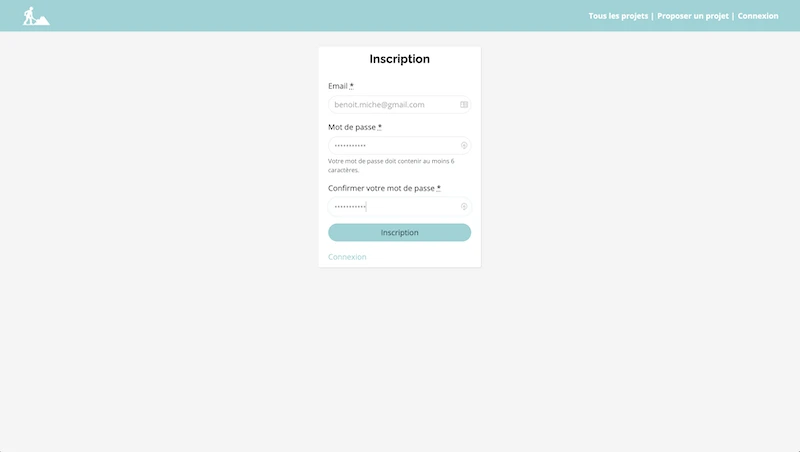 Tous les projets | Proposer un projet | Connexion
Inscription
Email *
benoit.miche@gmail.com
Mot de passe *
•••••••••••
Votre mot de passe doit contenir au moins 6
caractères.
Confirmer votre mot de passe *
•••••••••••
Inscription
Connexion